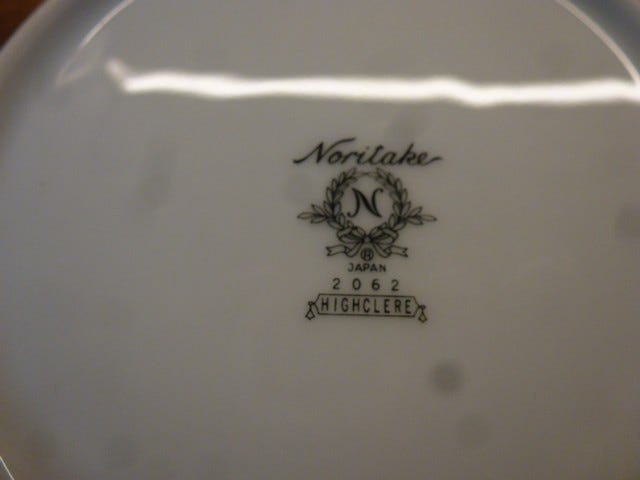 Noritake
N
®
JAPAN
2062
HIGHCLERE